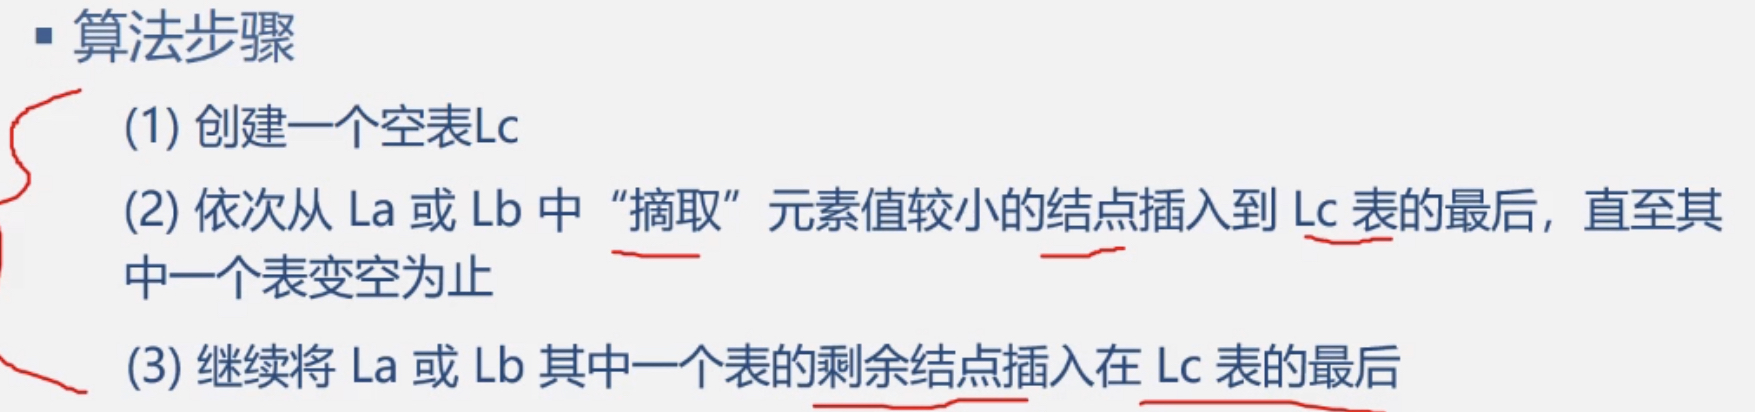 ▪ 算法步骤
(1) 创建一个空表Lc
(2) 依次从 La 或 Lb 中“摘取”元素值较小的结点插入到 Lc 表的最后，直至其
中一个表变空为止
(3) 继续将 La 或 Lb 其中一个表的剩余结点插入在 Lc 表的最后